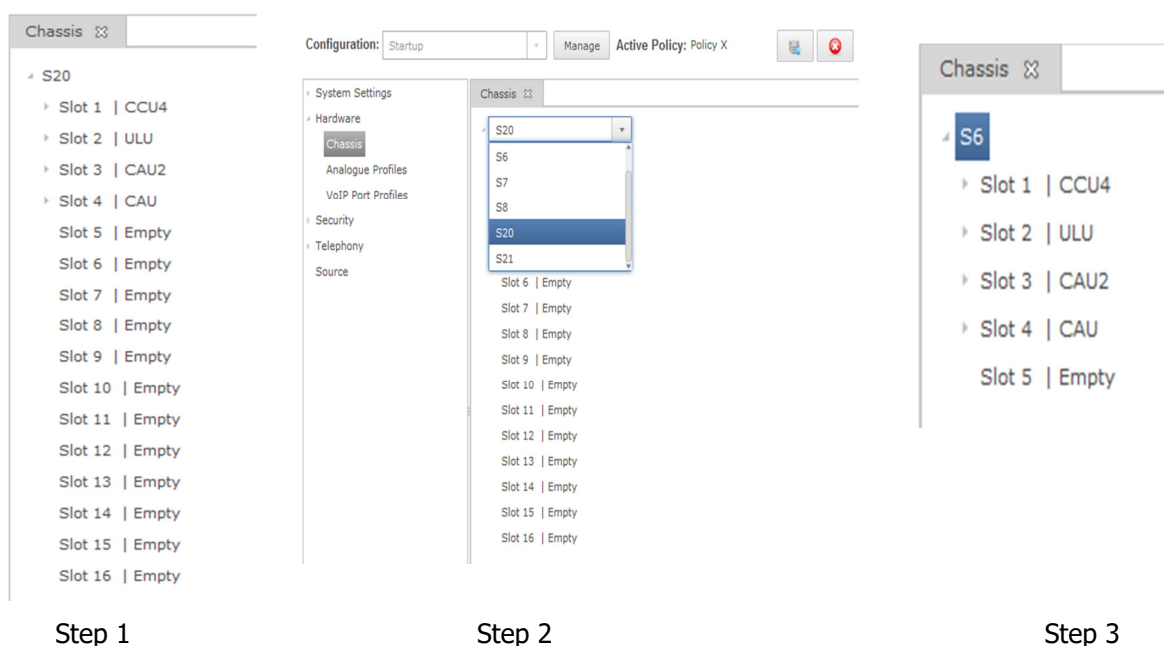 Chassis
S20
Slot 1 | CCU4
Slot 2 | ULU
Slot 3 | CAU2
Slot 4 | CAU
Slot 5 | Empty
Slot 6 | Empty
Slot 7 | Empty
Slot 8 | Empty
Slot 9 | Empty
Slot 10 | Empty
Slot 11 | Empty
Slot 12 | Empty
Slot 13 | Empty
Slot 14 | Empty
Slot 15 | Empty
Slot 16 | Empty
Step 1
Configuration: Startup Manage Active Policy: Policy X
System Settings
Hardware
Chassis
Analogue Profiles
VoIP Port Profiles
Security
Telephony
Source
Chassis
S20
S6
S7
S8
S20
S21
Slot 6 | Empty
Slot 7 | Empty
Slot 8 | Empty
Slot 9 | Empty
Slot 10 | Empty
Slot 11 | Empty
Slot 12 | Empty
Slot 13 | Empty
Slot 14 | Empty
Slot 15 | Empty
Slot 16 | Empty
Step 2
Chassis
S6
Slot 1 | CCU4
Slot 2 | ULU
Slot 3 | CAU2
Slot 4 | CAU
Slot 5 | Empty
Step 3